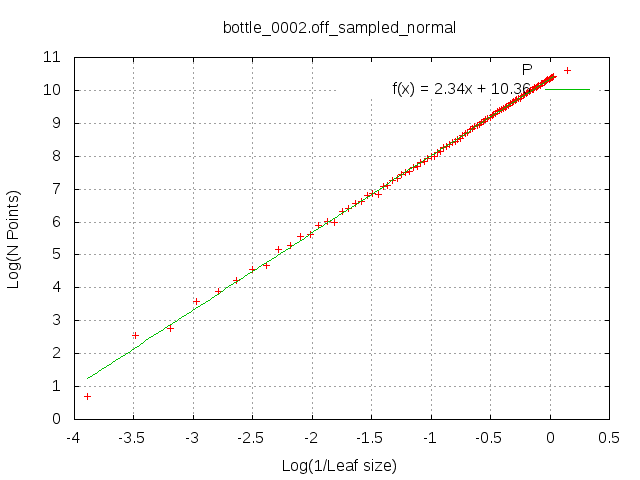 bottle_0002.off_sampled_normal
P
f(x) = 2.34x + 10.36
11
10
9
8
7
6
5
4
3
2
1
0
Log(N Points)
-4 -3.5 -3 -2.5 -2 -1.5 -1 -0.5 0 0.5
Log(1/Leaf size)